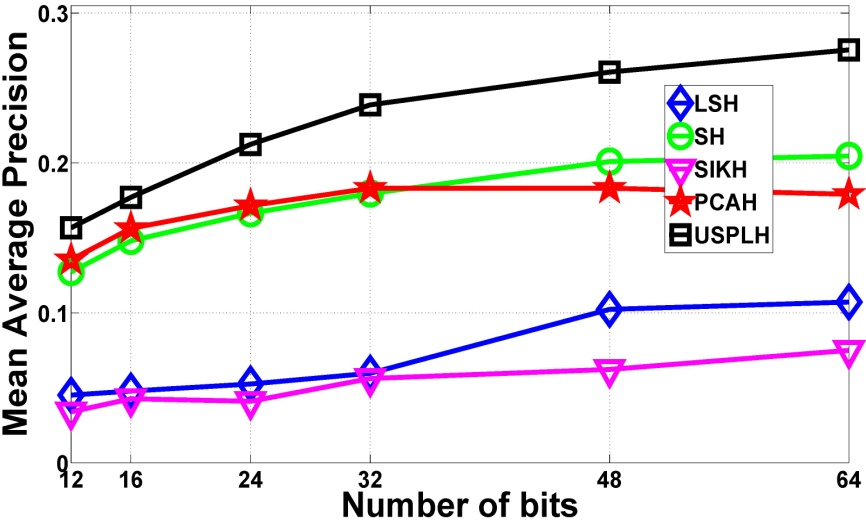 Mean Average Precision
0.3
0.2
0.1
0
LSH
SH
SIKH
PCAH
USPLH
12 16 24 32 48 64
Number of bits